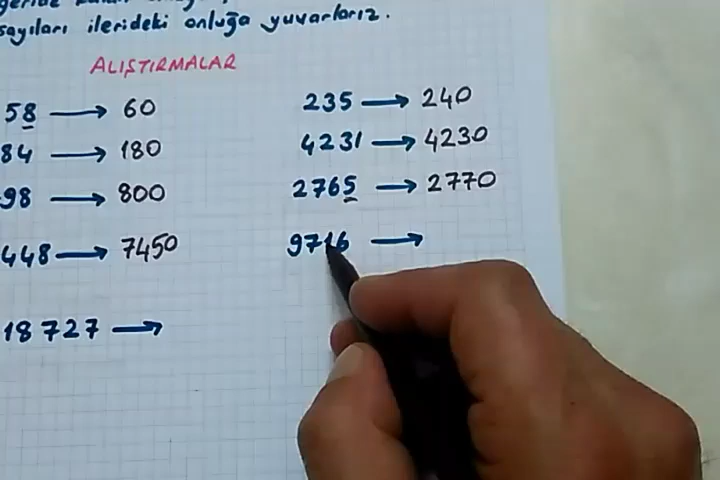 sayıları ilerideki onluğa yuvarlarız.
ALIŞTIRMALAR
58 → 60
84 → 180
98 → 800
448 → 7450
18727 →
235 → 240
4231 → 4230
2765 → 2770
9716 →